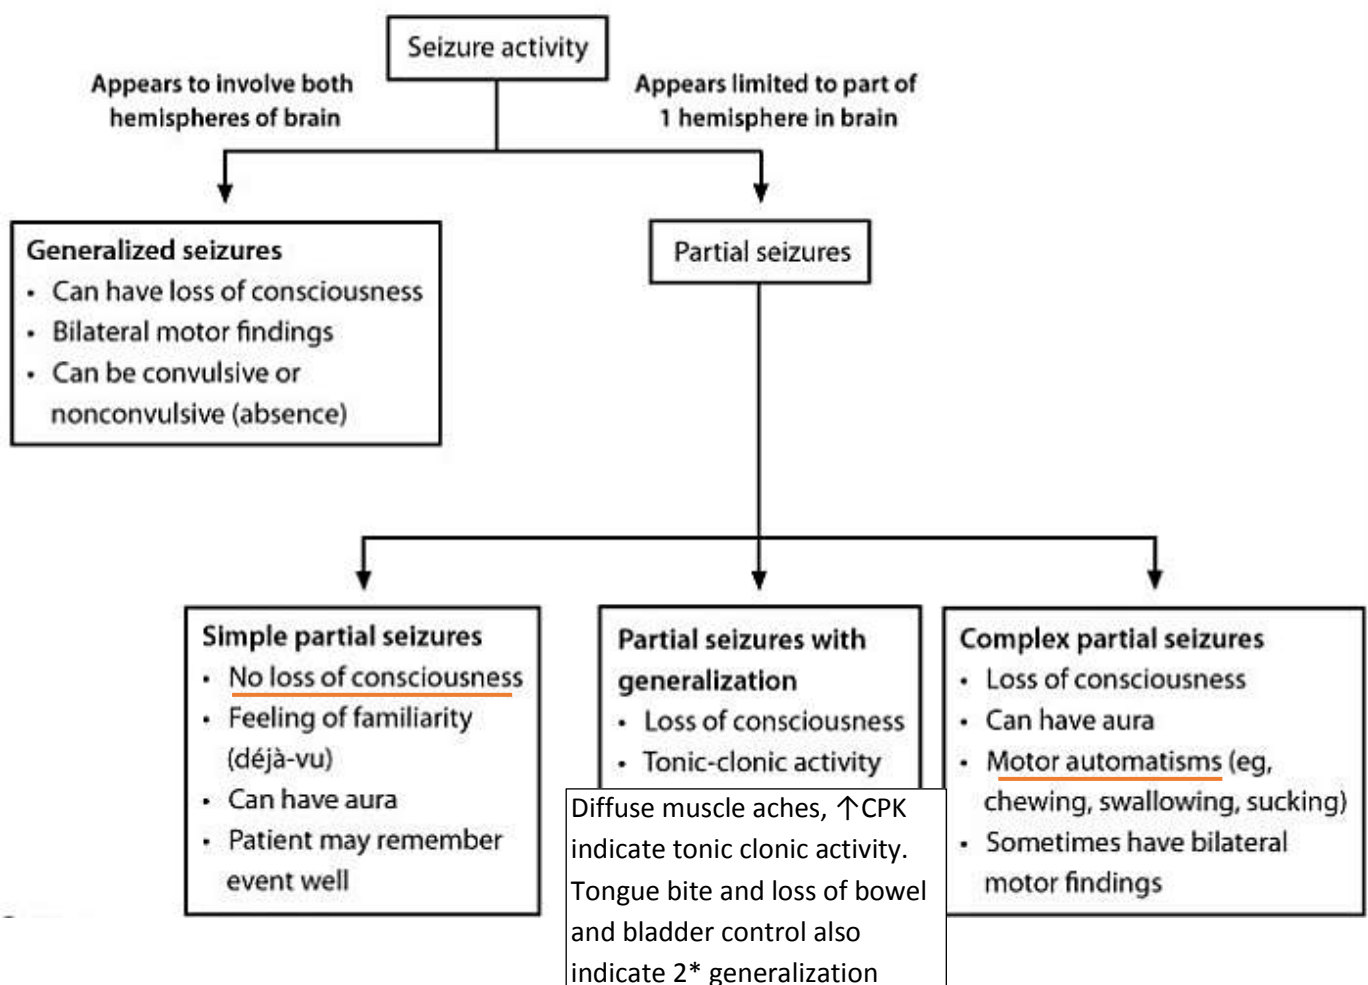 Seizure activity
Appears to involve both
hemispheres of brain
Appears limited to part of
1 hemisphere in brain
Generalized seizures
• Can have loss of consciousness
• Bilateral motor findings
• Can be convulsive or
nonconvulsive (absence)
Partial seizures
Simple partial seizures
• No loss of consciousness
• Feeling of familiarity
(déjà-vu)
• Can have aura
• Patient may remember
event well
Partial seizures with
generalization
• Loss of consciousness
• Tonic-clonic activity
Diffuse muscle aches, ↑CPK
indicate tonic clonic activity.
Tongue bite and loss of bowel
and bladder control also
indicate 2* generalization
Complex partial seizures
• Loss of consciousness
• Can have aura
• Motor automatisms (eg,
chewing, swallowing, sucking)
• Sometimes have bilateral
motor findings